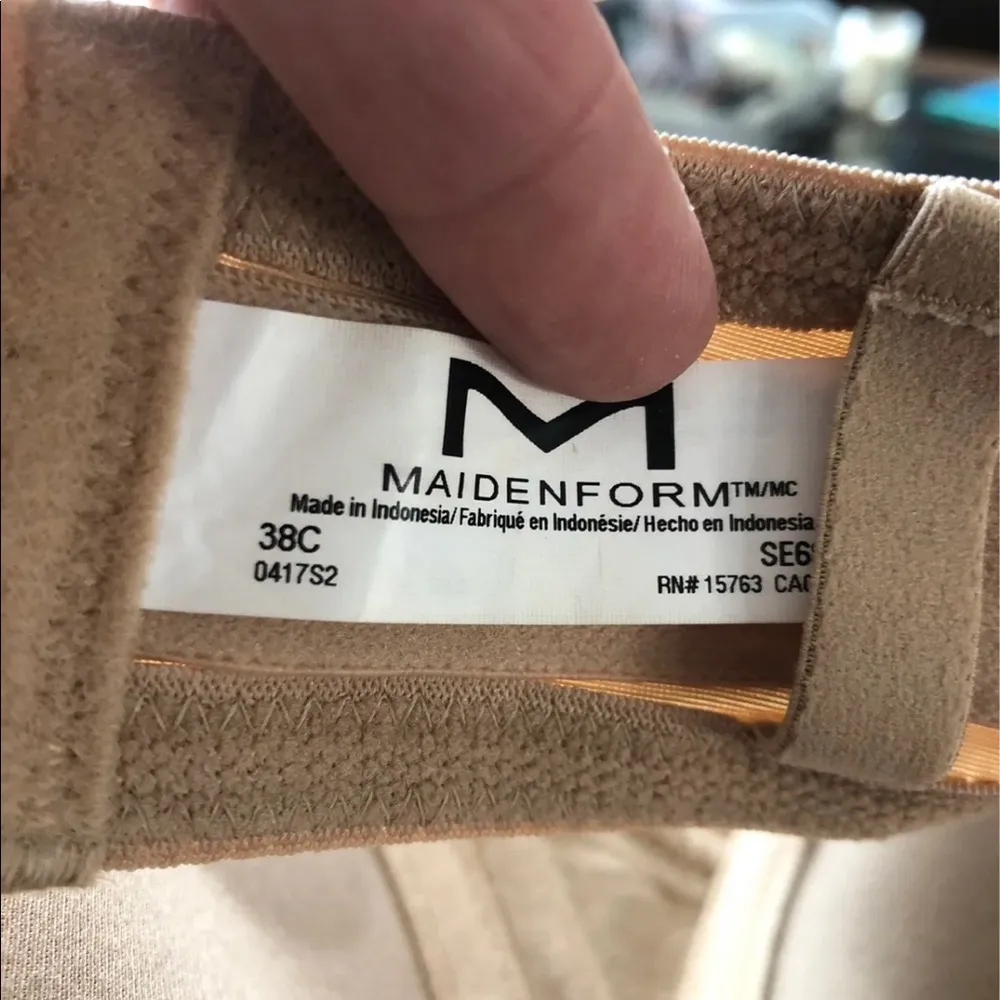 M
MAIDENFORM™/MC
Made in Indonesia/Fabriqué en Indonésie/Hecho en Indonesia
38C
0417S2
RN# 15763